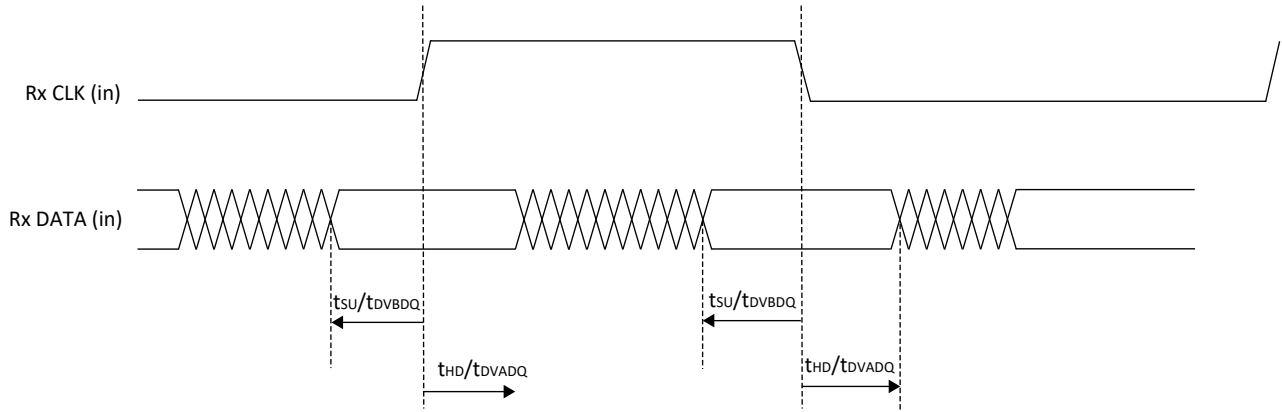 Rx CLK (in)
Rx DATA (in)
tSU/tDVBDQ
tSU/tDVBDQ
tHD/tDVADQ
tHD/tDVADQ